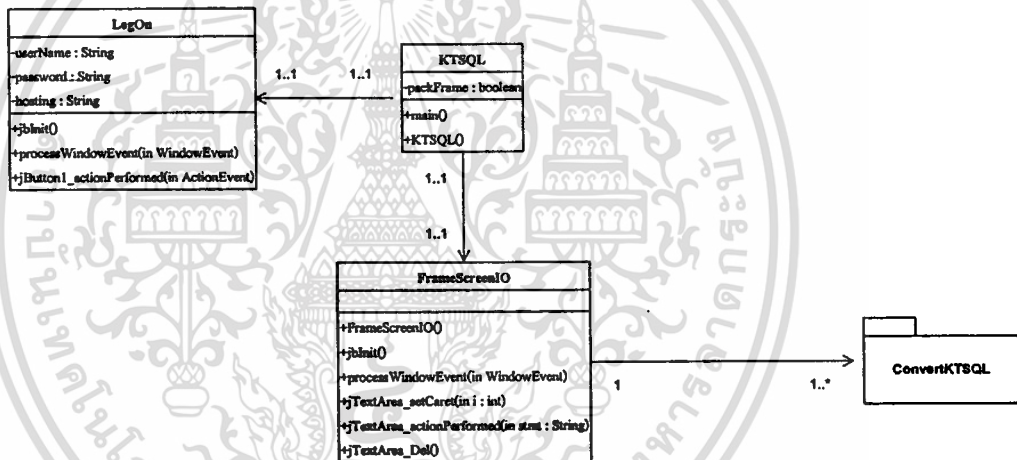 LogOn
-userName : String
-password : String
-hosting : String
+jbInit()
+processWindowEvent(in WindowEvent)
+jButton1_actionPerformed(in ActionEvent)
1..1
1..1
KTSQL
-packFrame : boolean
+main()
+KTSQL()
1..1
1..1
FrameScreenIO
+FrameScreenIO()
+jbInit()
+processWindowEvent(in WindowEvent)
+jTextArea_setCaret(in i : int)
+jTextArea_actionPerformed(in stmt : String)
+jTextArea_Del()
1
1..*
ConvertKTSQL